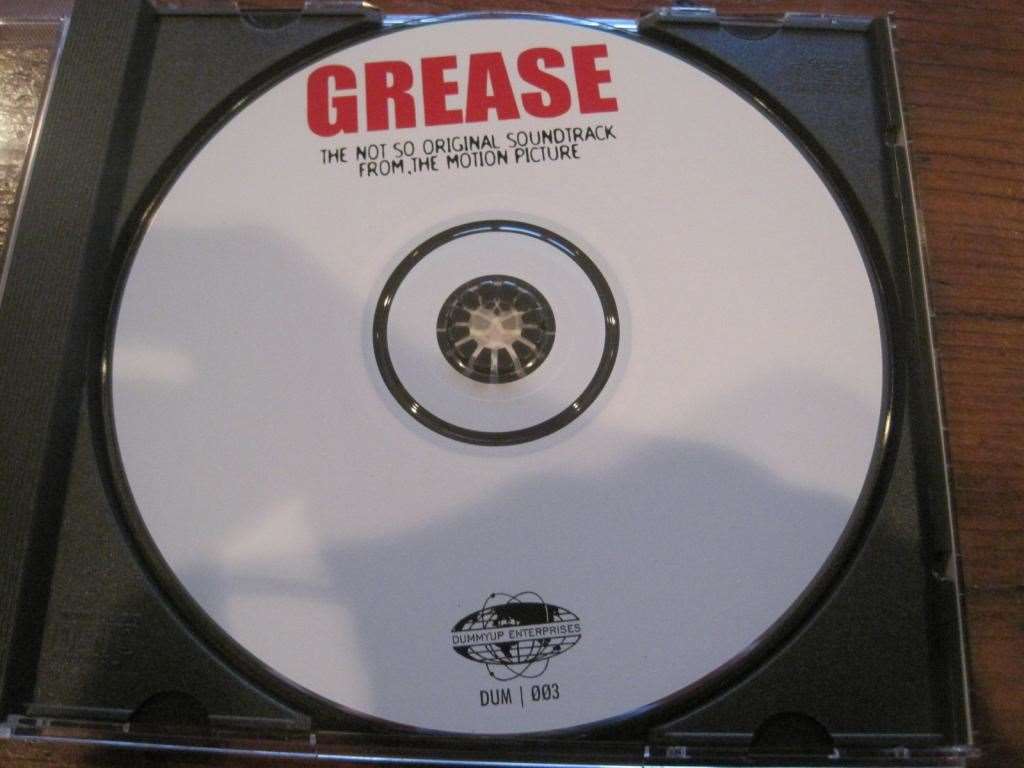 GREASE
THE NOT SO ORIGINAL SOUNDTRACK
FROM.THE MOTION PICTURE
DUMMYUP ENTERPRISES
DUM | 003